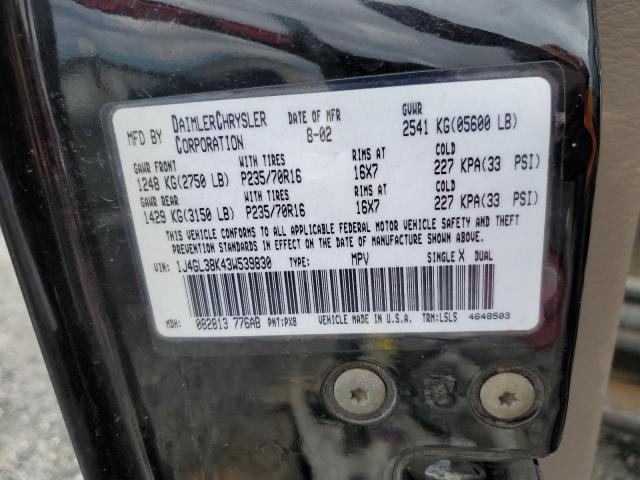 MFD BY DAIMLERCHRYSLER CORPORATION DATE OF MFR 8-02 GVWR 2541 KG(05600 LB)
GAWR FRONT WITH TIRES RIMS AT COLD
1248 KG(2750 LB) P235/70R16 16X7 227 KPA(33 PSI)
GAWR REAR WITH TIRES RIMS AT COLD
1429 KG(3150 LB) P235/70R16 16X7 227 KPA(33 PSI)
THIS VEHICLE CONFORMS TO ALL APPLICABLE FEDERAL MOTOR VEHICLE SAFETY AND THEFT
PREVENTION STANDARDS IN EFFECT ON THE DATE OF MANUFACTURE SHOWN ABOVE.
VIN: 1J4GL38K43W539830 TYPE: MPV SINGLE X DUAL
MDH: 082813 776AB PNT: PX8 VEHICLE MADE IN U.S.A. TRM: L5L5 4648503